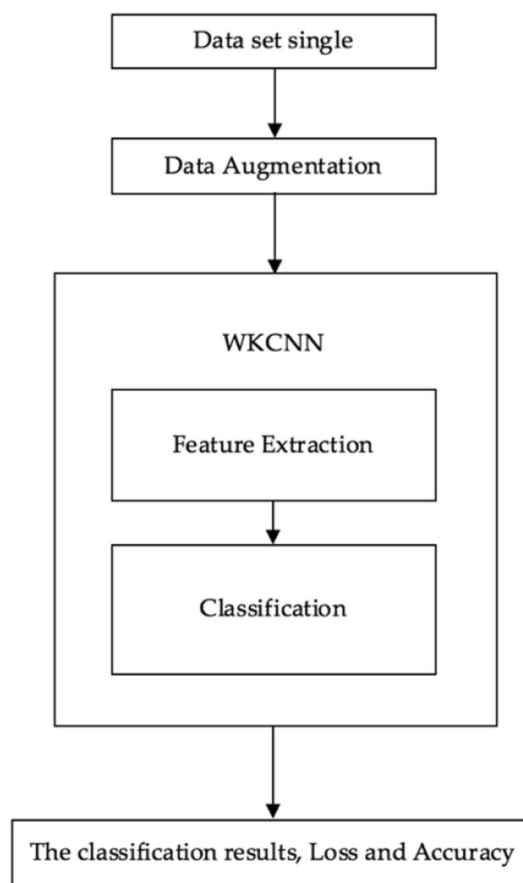 Data set single
Data Augmentation
WKCNN
Feature Extraction
Classification
The classification results, Loss and Accuracy